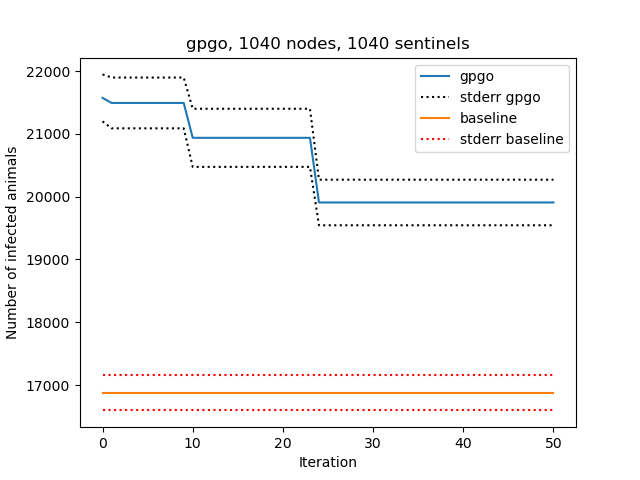 gpgo, 1040 nodes, 1040 sentinels
22000
21000
20000
19000
18000
17000
Number of infected animals
gpgo
stderr gpgo
baseline
stderr baseline
0 10 20 30 40 50
Iteration